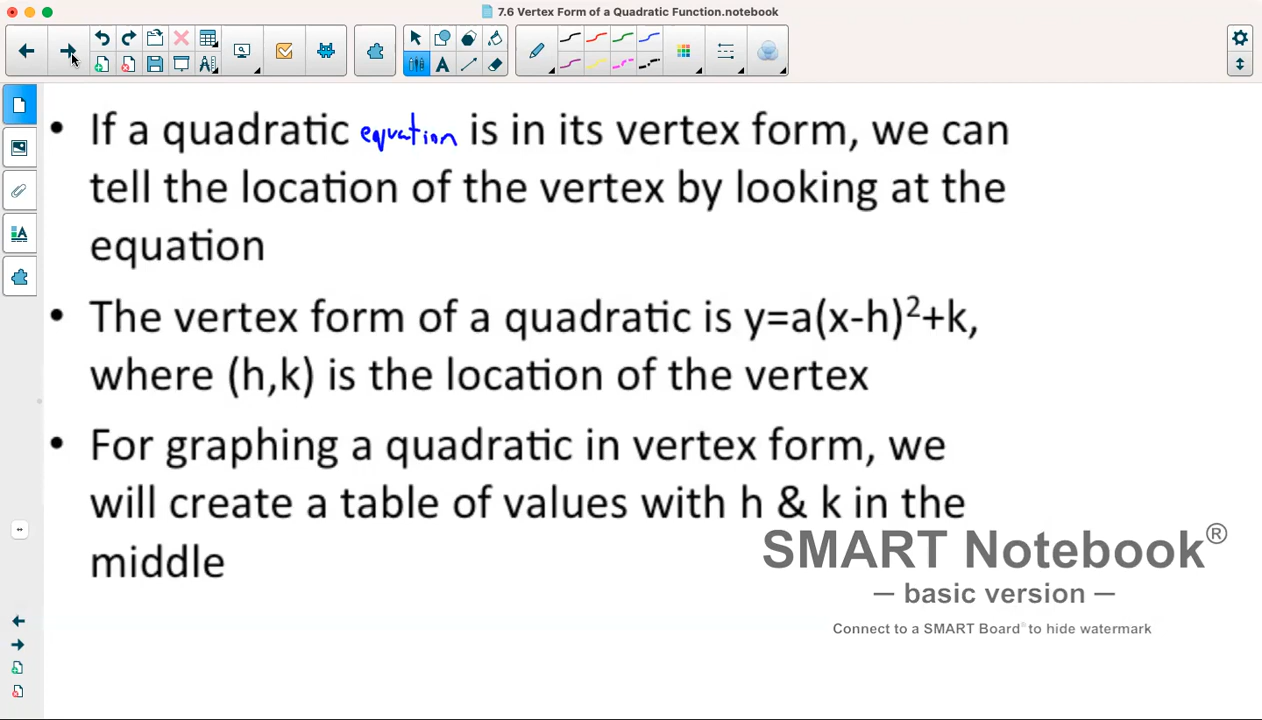 7.6 Vertex Form of a Quadratic Function.notebook
• If a quadratic equation is in its vertex form, we can
tell the location of the vertex by looking at the
equation
• The vertex form of a quadratic is y=a(x-h)²+k,
where (h,k) is the location of the vertex
• For graphing a quadratic in vertex form, we
will create a table of values with h & k in the
middle
SMART Notebook®
— basic version —
Connect to a SMART Board® to hide watermark